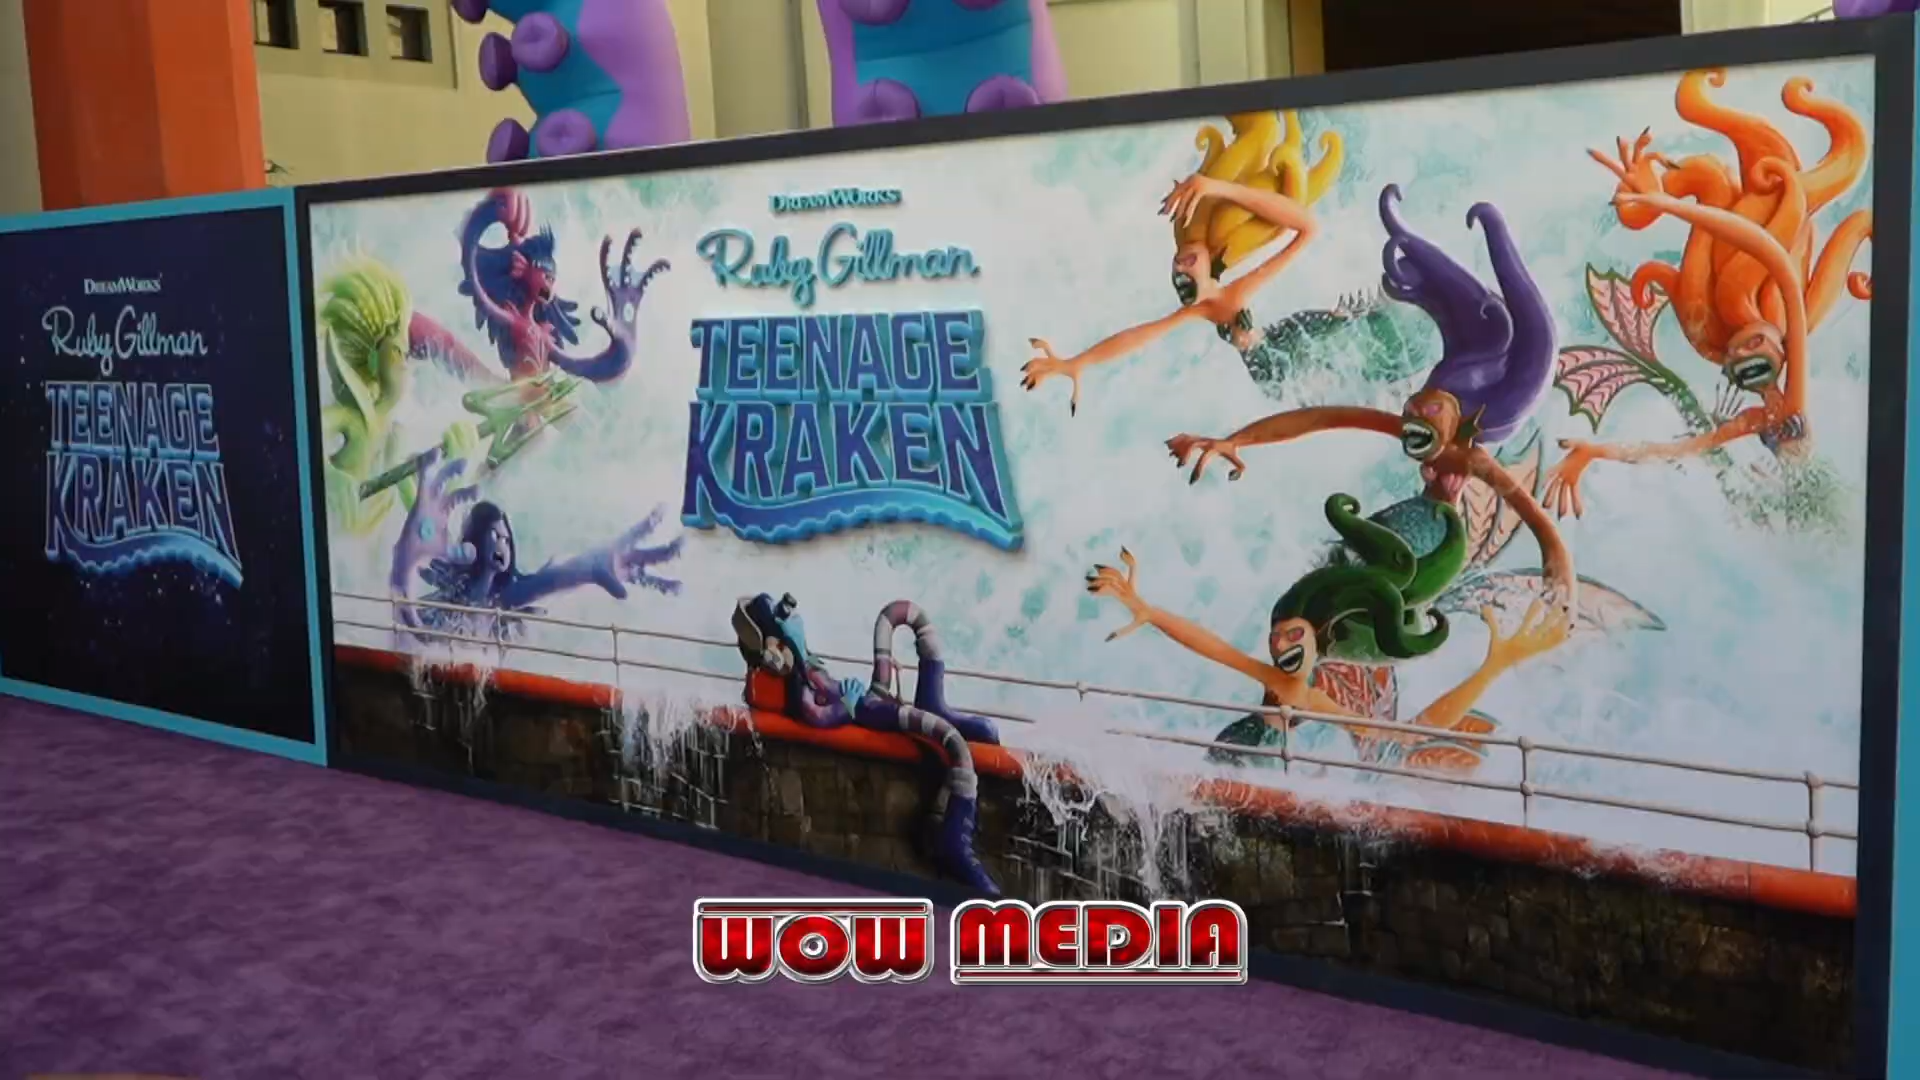 DREAMWORKS
Ruby Gillman
TEENAGE
KRAKEN
DREAMWORKS
Ruby Gillman
TEENAGE
KRAKEN
WOW MEDIA